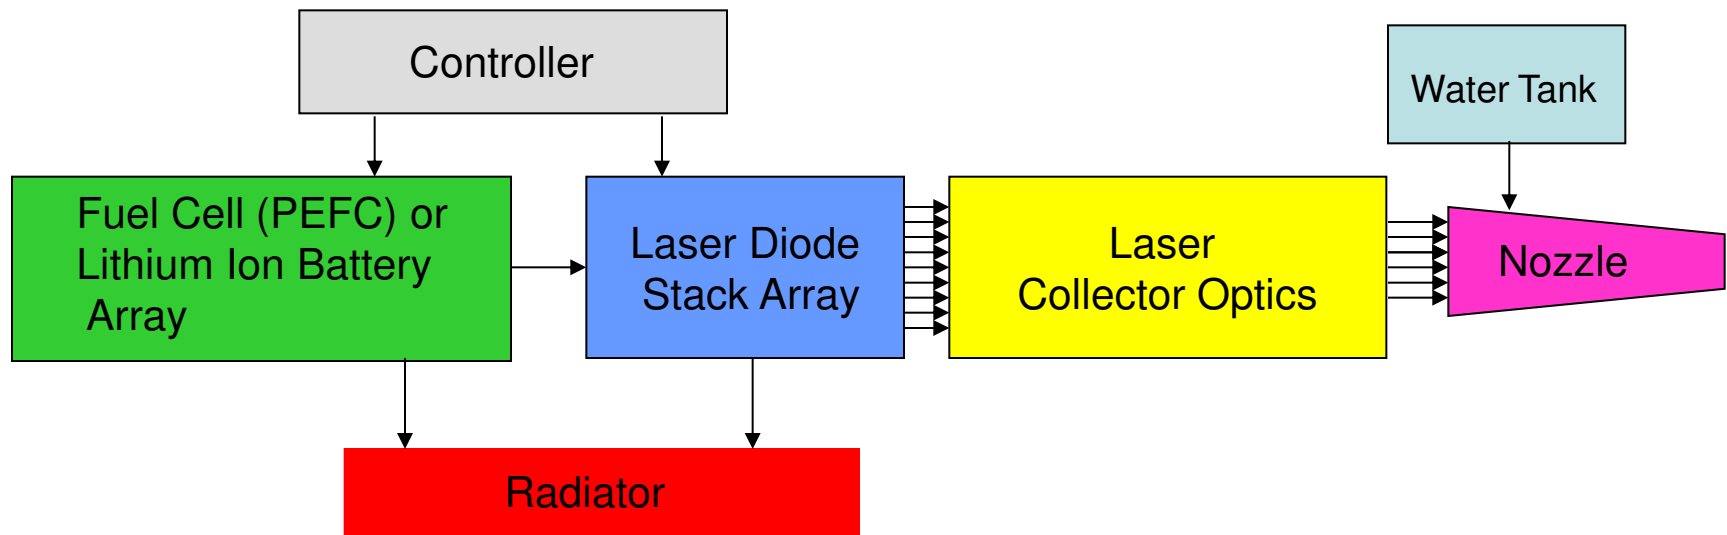 Controller
Water Tank
Fuel Cell (PEFC) or
Lithium Ion Battery
Array
Laser Diode
Stack Array
Laser
Collector Optics
Nozzle
Radiator